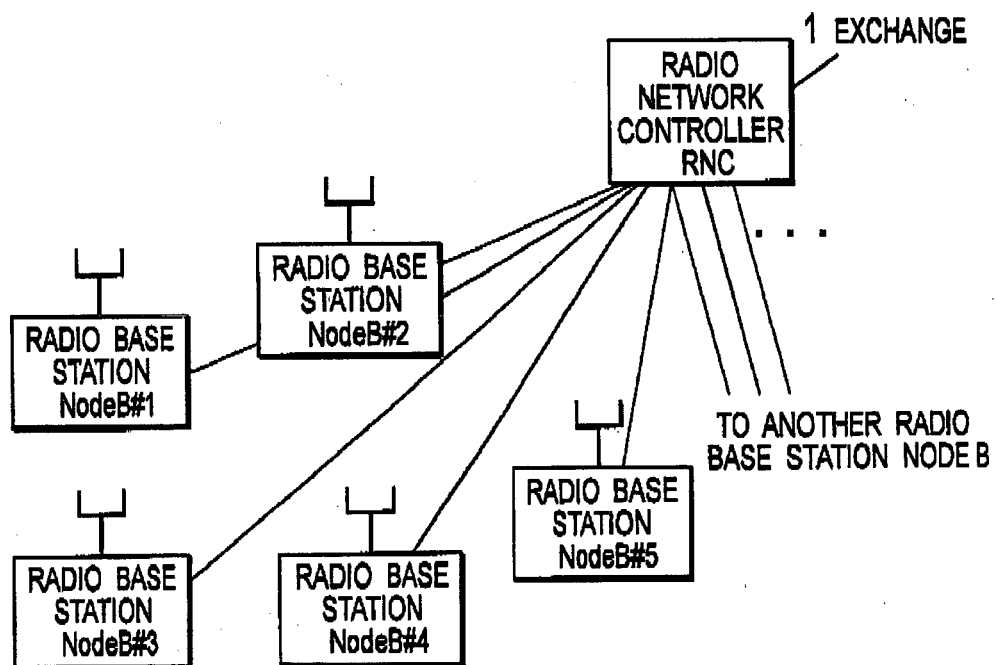 1 EXCHANGE
RADIO
NETWORK
CONTROLLER
RNC
. . .
RADIO BASE
STATION
NodeB#2
RADIO BASE
STATION
NodeB#1
TO ANOTHER RADIO
BASE STATION NODE B
RADIO BASE
STATION
NodeB#5
RADIO BASE
STATION
NodeB#3
RADIO BASE
STATION
NodeB#4